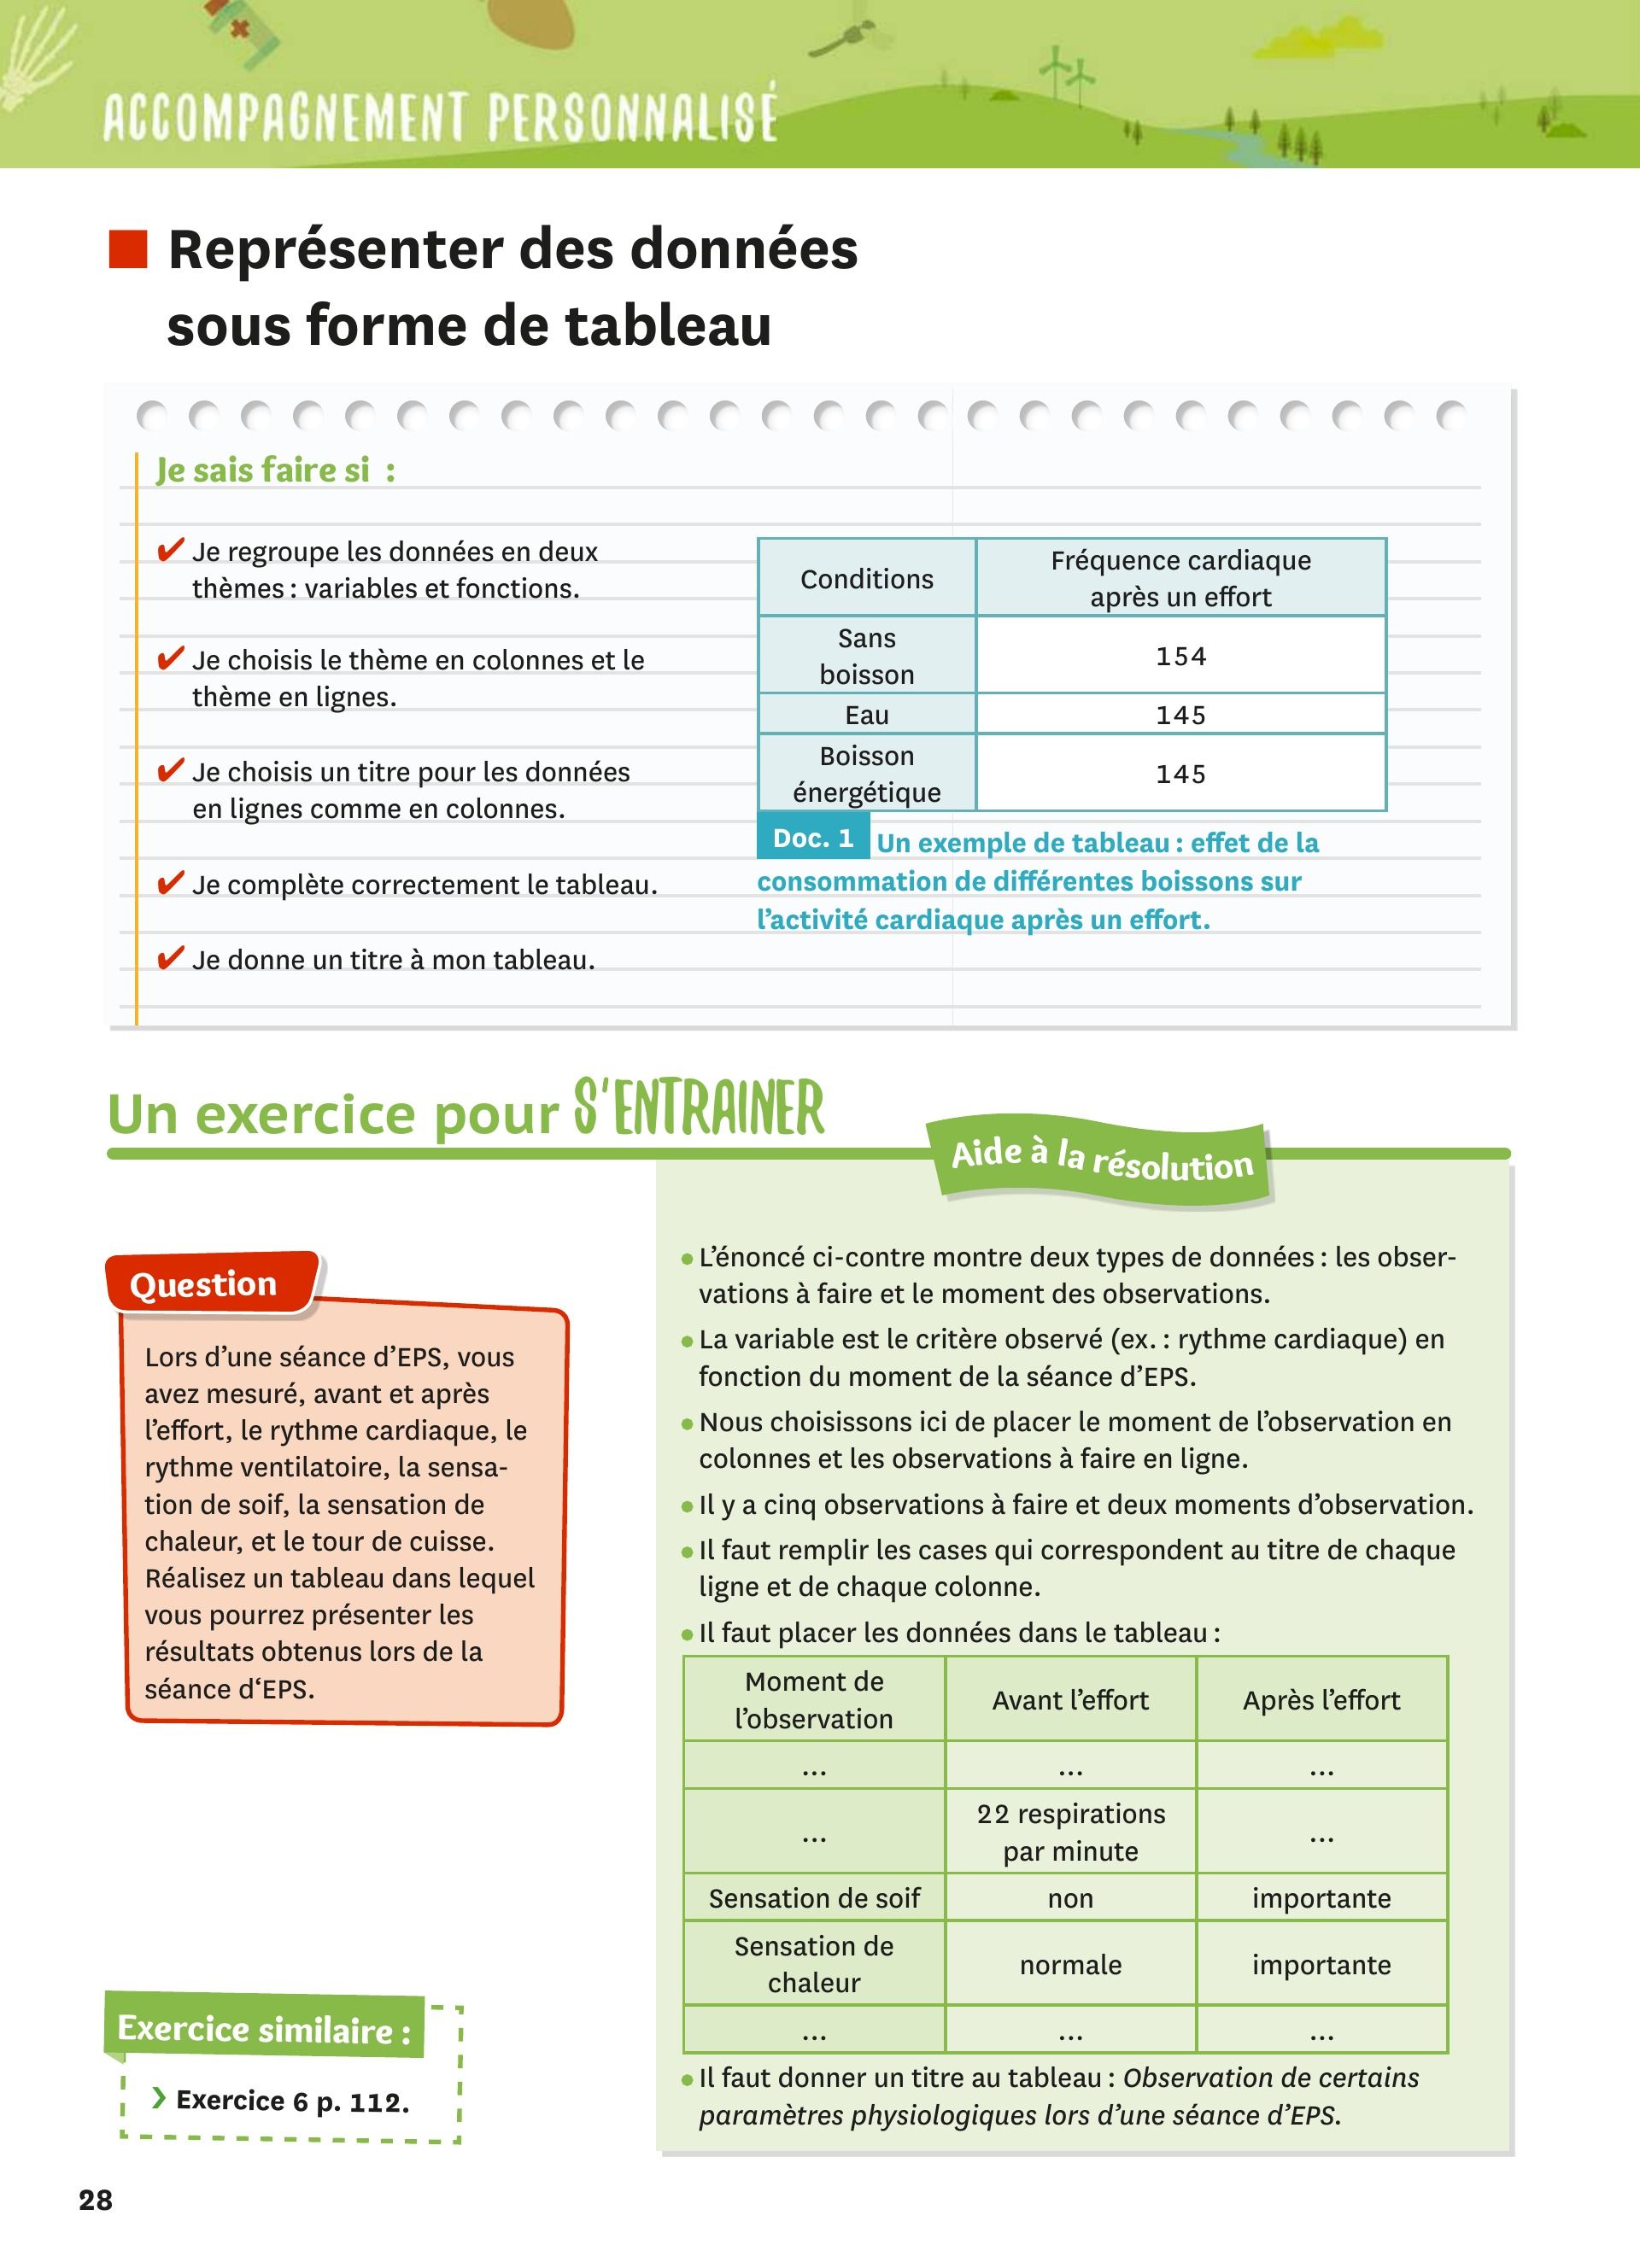 ACCOMPAGNEMENT PERSONNALISÉ
Représenter des données
sous forme de tableau
Je sais faire si :
✔ Je regroupe les données en deux
thèmes : variables et fonctions.
✔ Je choisis le thème en colonnes et le
thème en lignes.
✔ Je choisis un titre pour les données
en lignes comme en colonnes.
✔ Je complète correctement le tableau.
✔ Je donne un titre à mon tableau.
Conditions
Fréquence cardiaque
après un effort
Sans
boisson
154
Eau
145
Boisson
énergétique
145
Doc. 1 Un exemple de tableau : effet de la
consommation de différentes boissons sur
l'activité cardiaque après un effort.
Un exercice pour S'ENTRAINER
Question
Lors d'une séance d'EPS, vous
avez mesuré, avant et après
l'effort, le rythme cardiaque, le
rythme ventilatoire, la sensa-
tion de soif, la sensation de
chaleur, et le tour de cuisse.
Réalisez un tableau dans lequel
vous pourrez présenter les
résultats obtenus lors de la
séance d'EPS.
Exercice similaire :
❯ Exercice 6 p. 112.
Aide à la résolution
• L'énoncé ci-contre montre deux types de données : les obser-
vations à faire et le moment des observations.
• La variable est le critère observé (ex. : rythme cardiaque) en
fonction du moment de la séance d'EPS.
• Nous choisissons ici de placer le moment de l'observation en
colonnes et les observations à faire en ligne.
• Il y a cinq observations à faire et deux moments d'observation.
• Il faut remplir les cases qui correspondent au titre de chaque
ligne et de chaque colonne.
• Il faut placer les données dans le tableau :
Moment de
l'observation
Avant l'effort
Après l'effort
...
...
...
...
22 respirations
par minute
...
Sensation de soif
non
importante
Sensation de
chaleur
normale
importante
...
...
...
• Il faut donner un titre au tableau : Observation de certains
paramètres physiologiques lors d'une séance d'EPS.
28